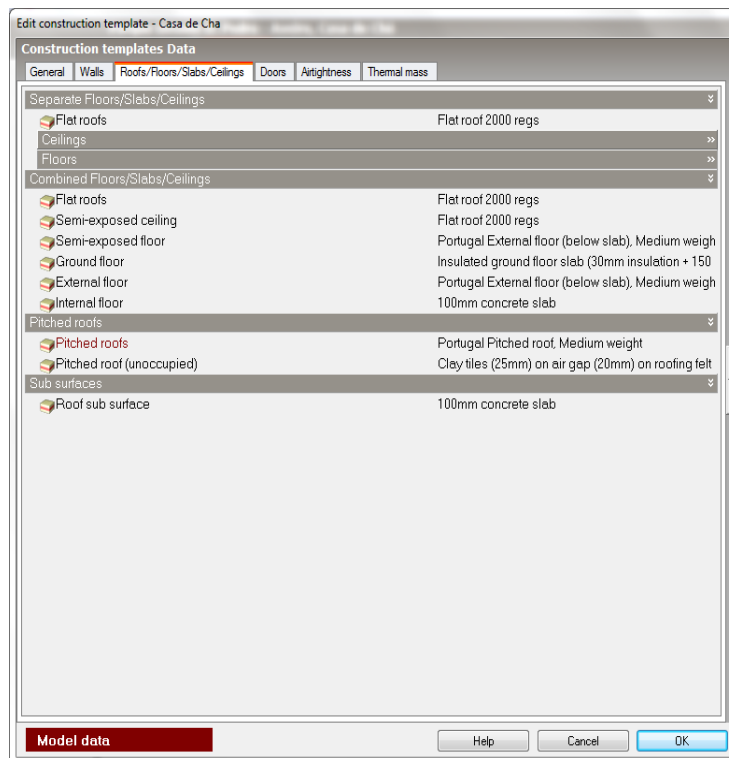 Edit construction template - Casa de Cha
Construction templates Data
General Walls Roofs/Floors/Slabs/Ceilings Doors Airtightness Thermal mass
Separate Floors/Slabs/Ceilings
Flat roofs Flat roof 2000 regs
Ceilings
Floors
Combined Floors/Slabs/Ceilings
Flat roofs Flat roof 2000 regs
Semi-exposed ceiling Flat roof 2000 regs
Semi-exposed floor Portugal External floor (below slab), Medium weigh
Ground floor Insulated ground floor slab (30mm insulation + 150
External floor Portugal External floor (below slab), Medium weigh
Internal floor 100mm concrete slab
Pitched roofs
Pitched roofs Portugal Pitched roof, Medium weight
Pitched roof (unoccupied) Clay tiles (25mm) on air gap (20mm) on roofing felt
Sub surfaces
Roof sub surface 100mm concrete slab
Model data Help Cancel OK